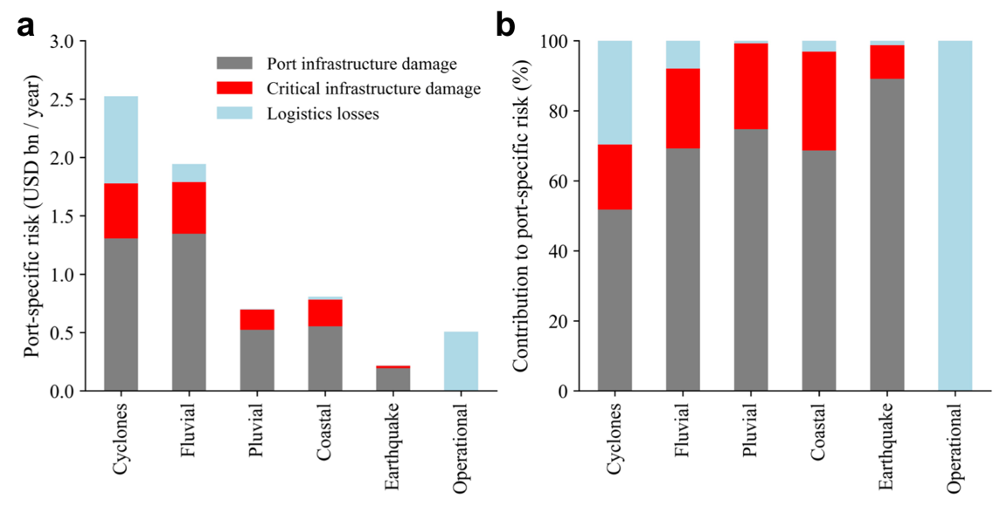 a
Port-specific risk (USD bn / year)
3.0
2.5
2.0
1.5
1.0
0.5
0.0
Port infrastructure damage
Critical infrastructure damage
Logistics losses
Cyclones
Fluvial
Pluvial
Coastal
Earthquake
Operational
b
Contribution to port-specific risk (%)
100
80
60
40
20
0
Cyclones
Fluvial
Pluvial
Coastal
Earthquake
Operational